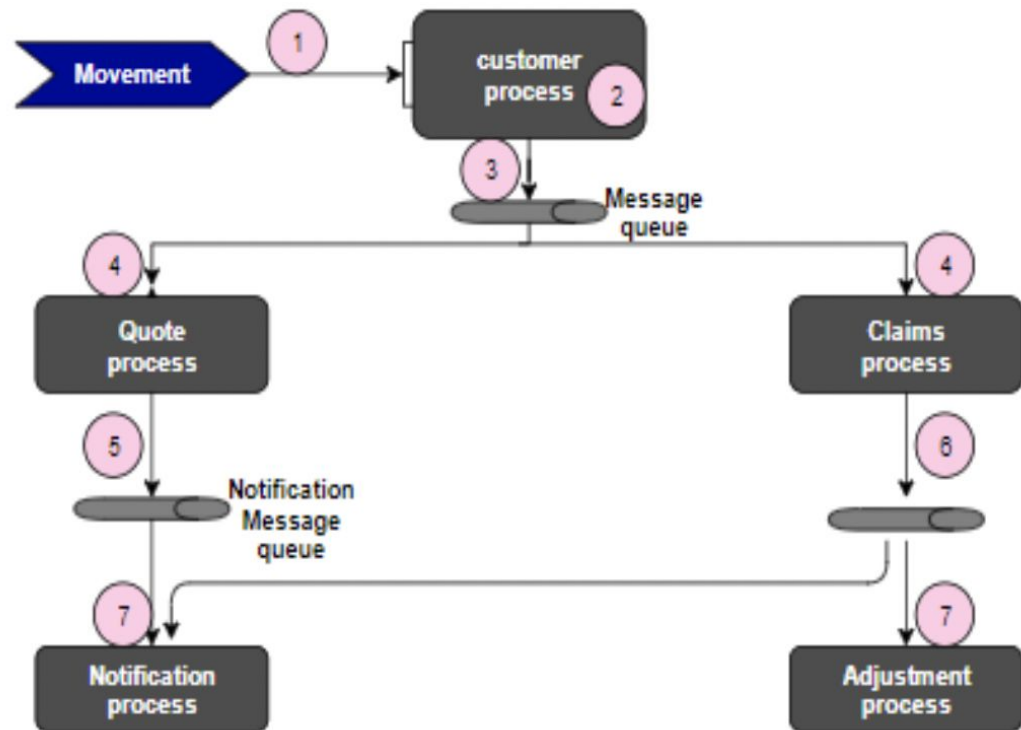 1
Movement
customer
process
2
3
Message
queue
4
4
Quote
process
Claims
process
5
6
Notification
Message
queue
7
7
Notification
process
Adjustment
process